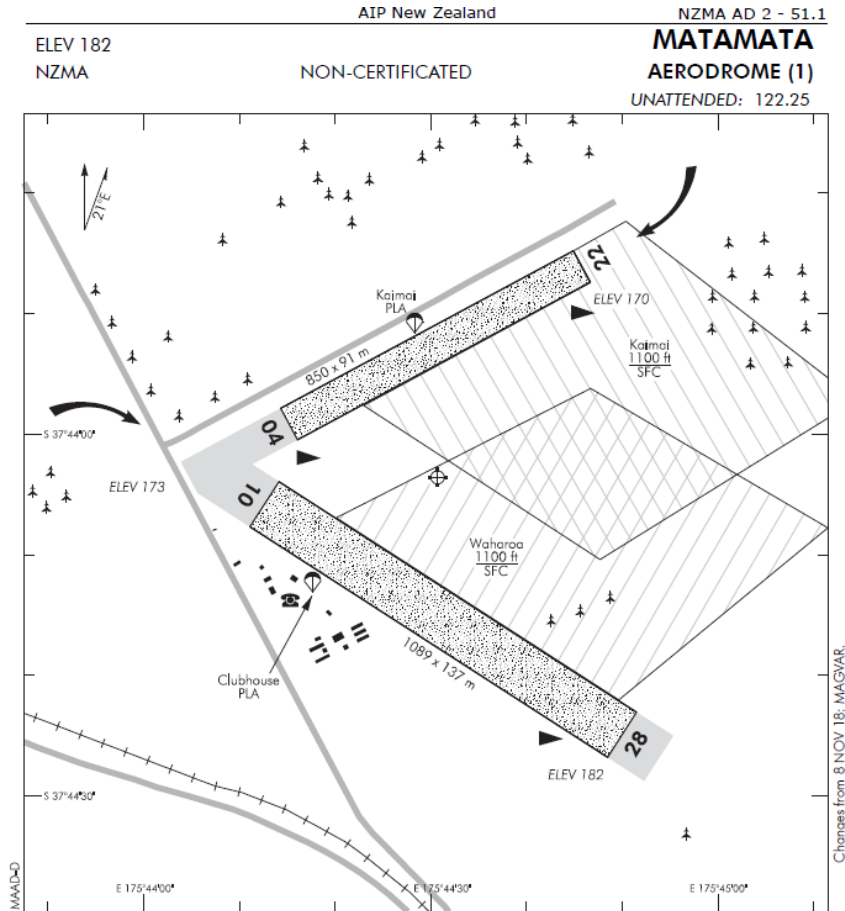 AIP New Zealand
NZMA AD 2 - 51.1
ELEV 182
MATAMATA
NZMA
NON-CERTIFICATED
AERODROME (1)
UNATTENDED: 122.25
21°E
22
Kaimai
PLA
ELEV 170
850 x 91 m
Kaimai
1100 ft
SFC
04
S 37°44'00"
ELEV 173
10
Waharoa
1100 ft
SFC
1089 x 137 m
Clubhouse
PLA
28
ELEV 182
S 37°44'30"
E 175°44'00"
E 175°44'30"
E 175°45'00"
MAAD-D
Changes from 8 NOV 18: MAGVAR.